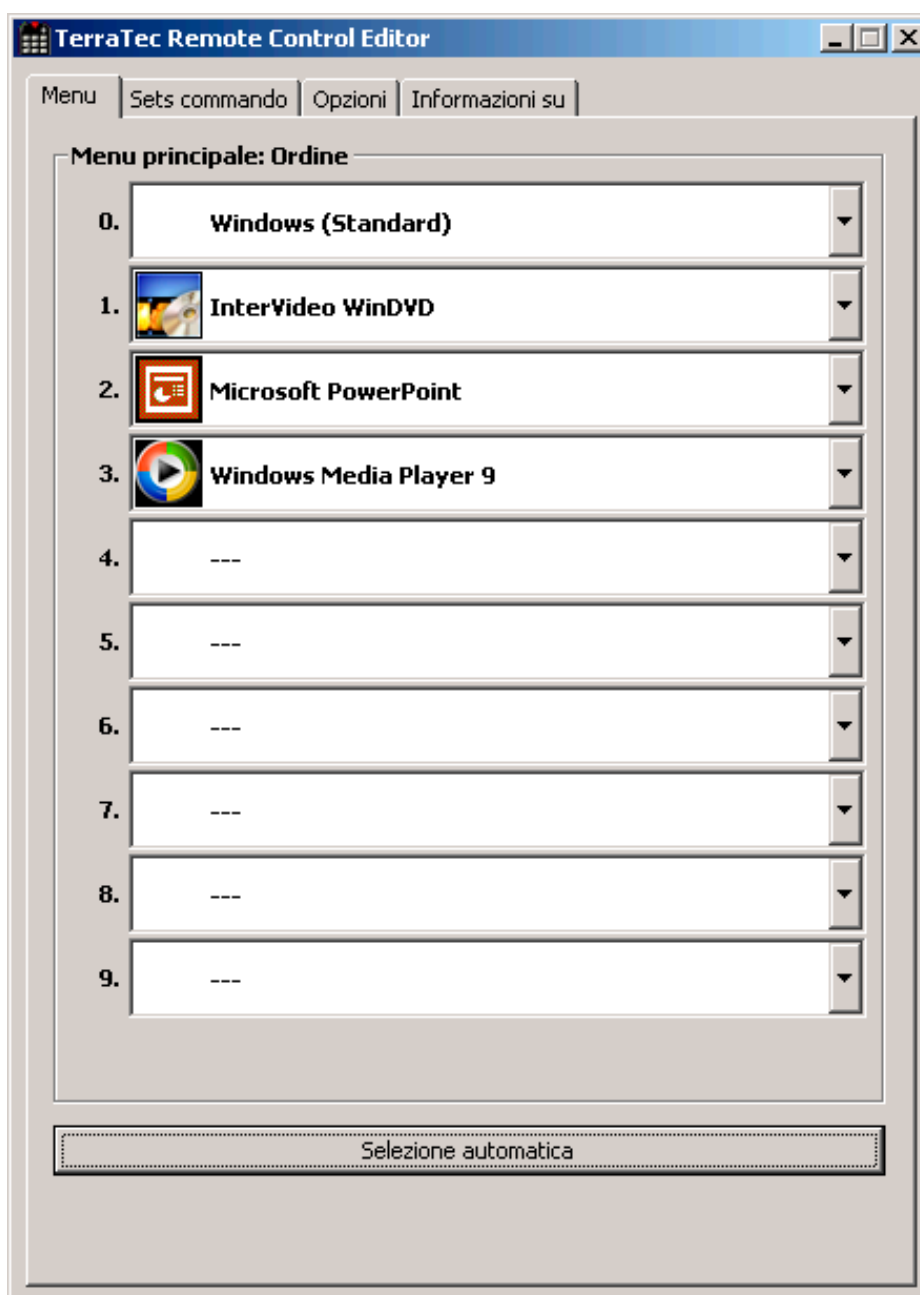 TerraTec Remote Control Editor
Menu Sets commando Opzioni Informazioni su
Menu principale: Ordine
0. Windows (Standard)
1. InterVideo WinDVD
2. Microsoft PowerPoint
3. Windows Media Player 9
4. ---
5. ---
6. ---
7. ---
8. ---
9. ---
Selezione automatica